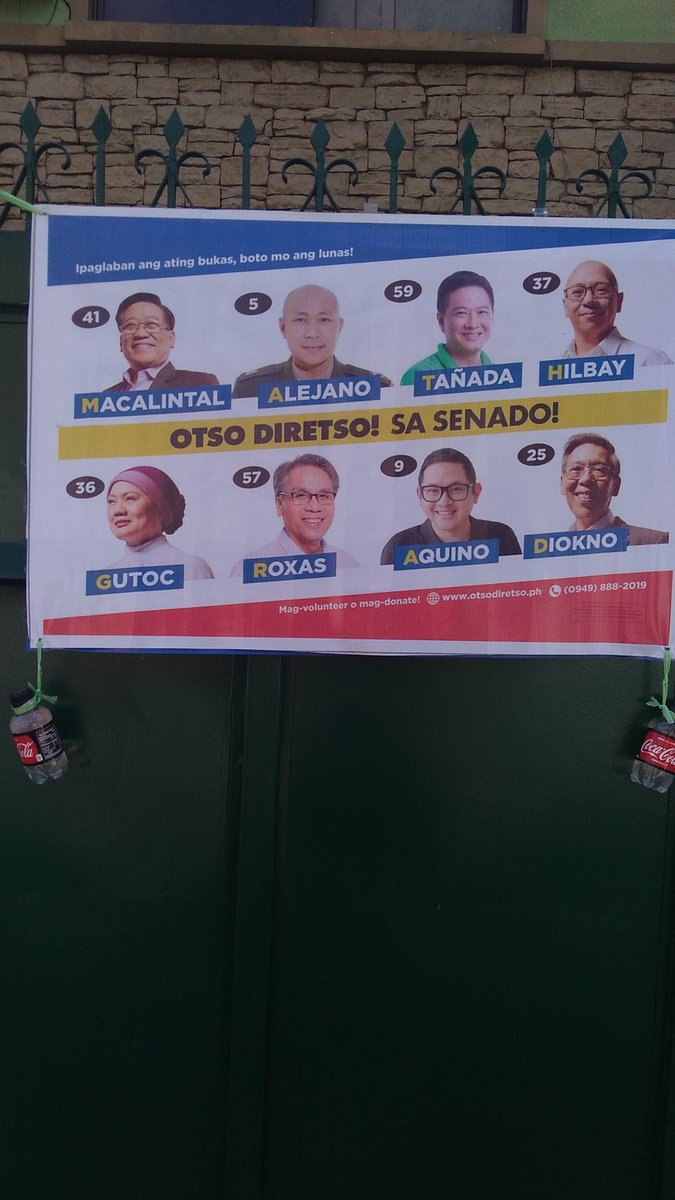 Ipaglaban ang ating bukas, boto mo ang lunas!
41 5 59 37
MACALINTAL ALEJANO TAÑADA HILBAY
OTSO DIRETSO! SA SENADO!
36 57 9 25
GUTOC ROXAS AQUINO DIOKNO
Mag-volunteer o mag-donate! www.otsodiretso.ph (0949) 888-2019
Coca-Cola